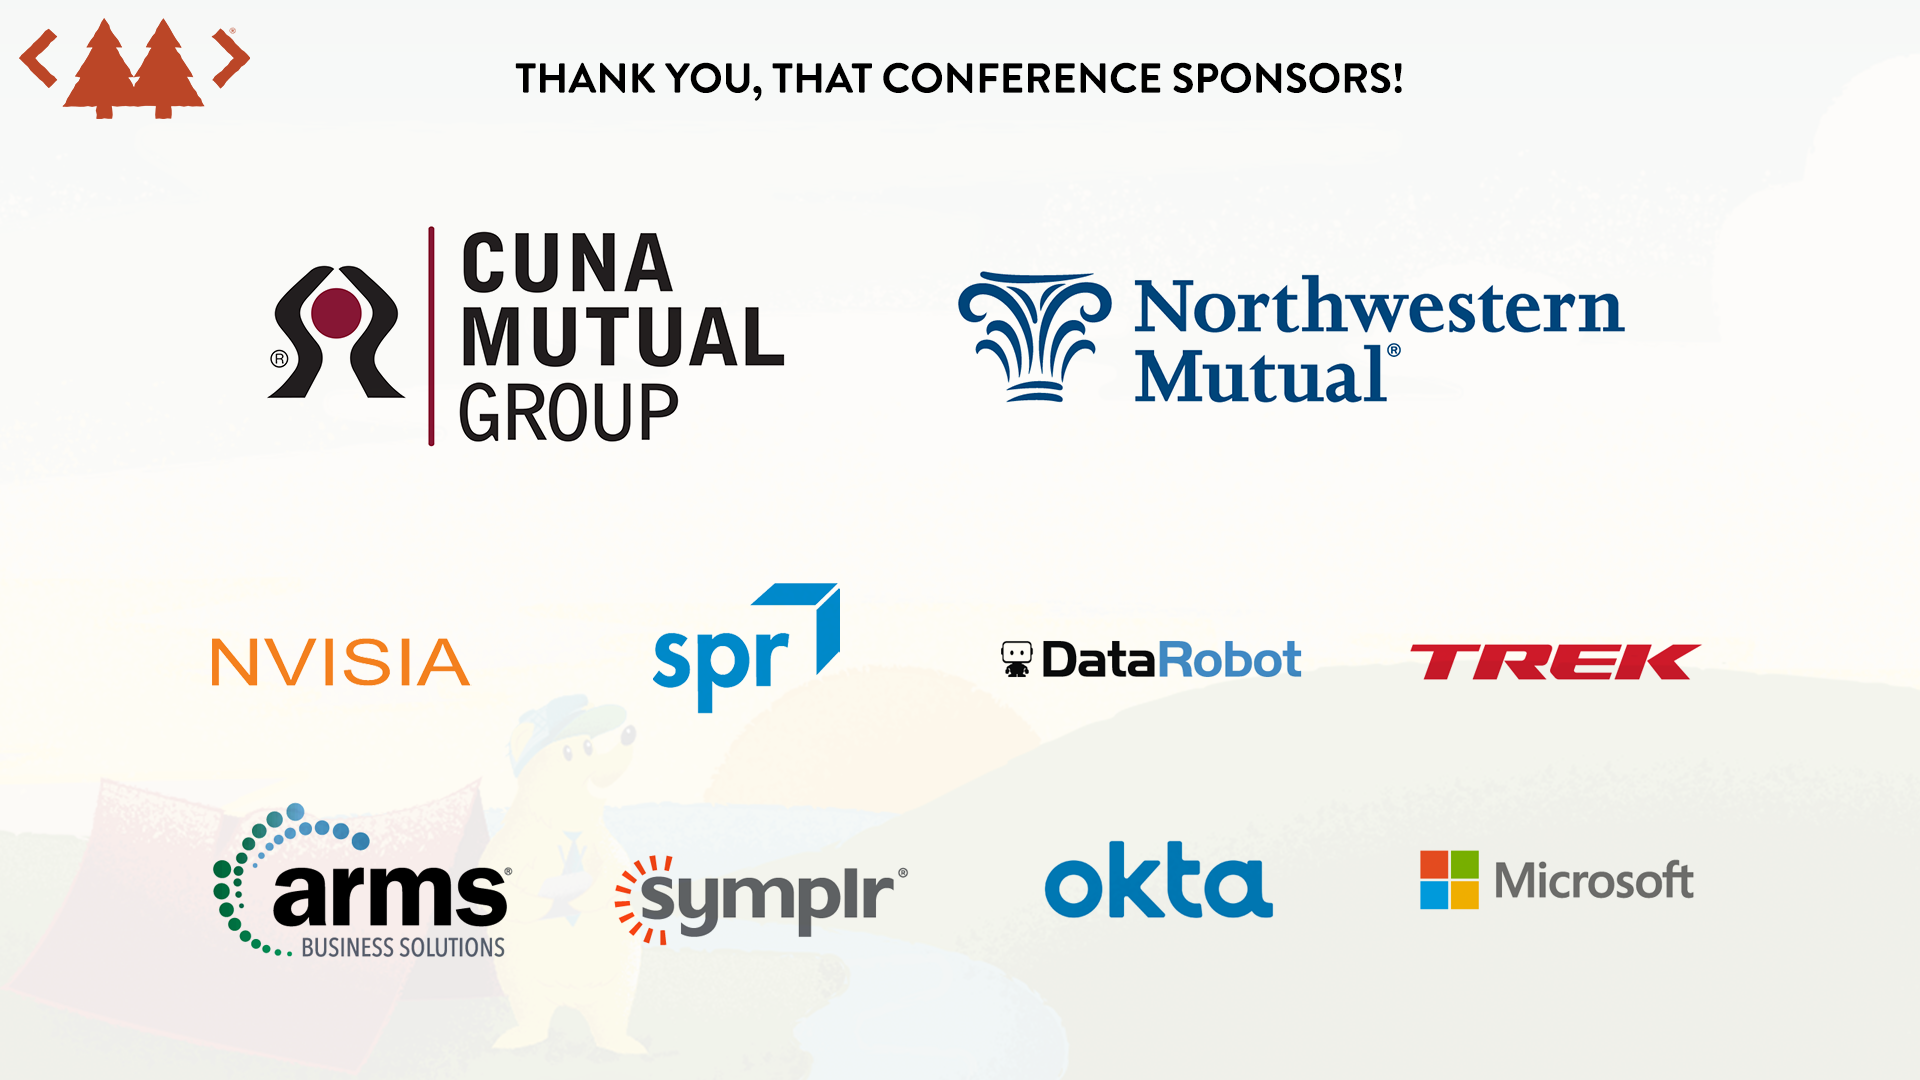 THANK YOU, THAT CONFERENCE SPONSORS!
®
CUNA
MUTUAL
GROUP
®
Northwestern
Mutual®
NVISIA
spr
DataRobot
TREK
arms®
BUSINESS SOLUTIONS
symplr®
okta
Microsoft